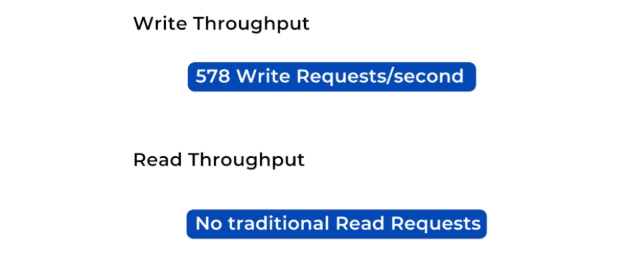 Write Throughput
578 Write Requests/second
Read Throughput
No traditional Read Requests